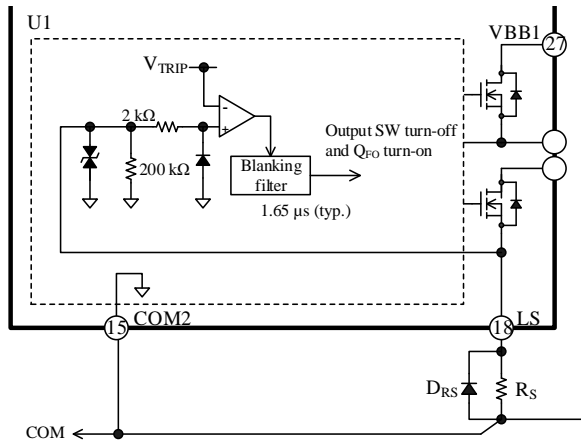 U1
VBB1
27
VTRIP
-
+
2 kΩ
200 kΩ
Blanking
filter
1.65 µs (typ.)
Output SW turn-off
and QFO turn-on
15
COM2
18
LS
DRS
RS
COM